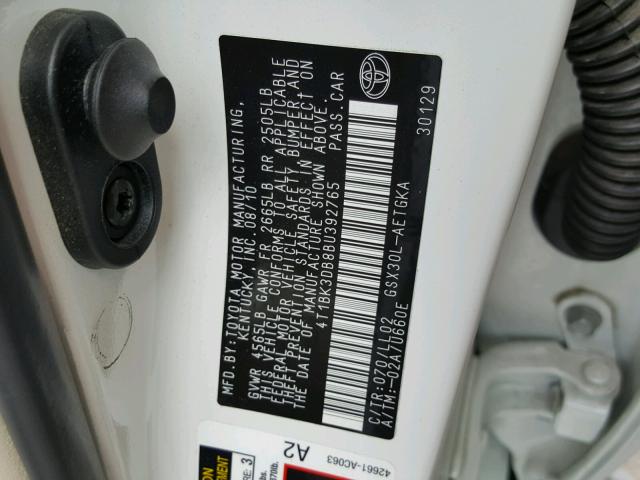 MFD.BY:TOYOTA MOTOR MANUFACTURING,
KENTUCKY, INC. 08/10
GVWR 4565LB GAWR FR 2665LB RR 2505LB
THIS VEHICLE CONFORMS TO ALL APPLICABLE
FEDERAL MOTOR VEHICLE SAFETY, BUMPER AND
THEFT PREVENTION STANDARDS IN EFFECT ON
THE DATE OF MANUFACTURE SHOWN ABOVE.
4T1BK3DB8BU392765 PASS.CAR
GSX30L-AETGKA
C/TR:079/LL02
A/TM:-02A/U660E 30129
42661-AC063
A2
3